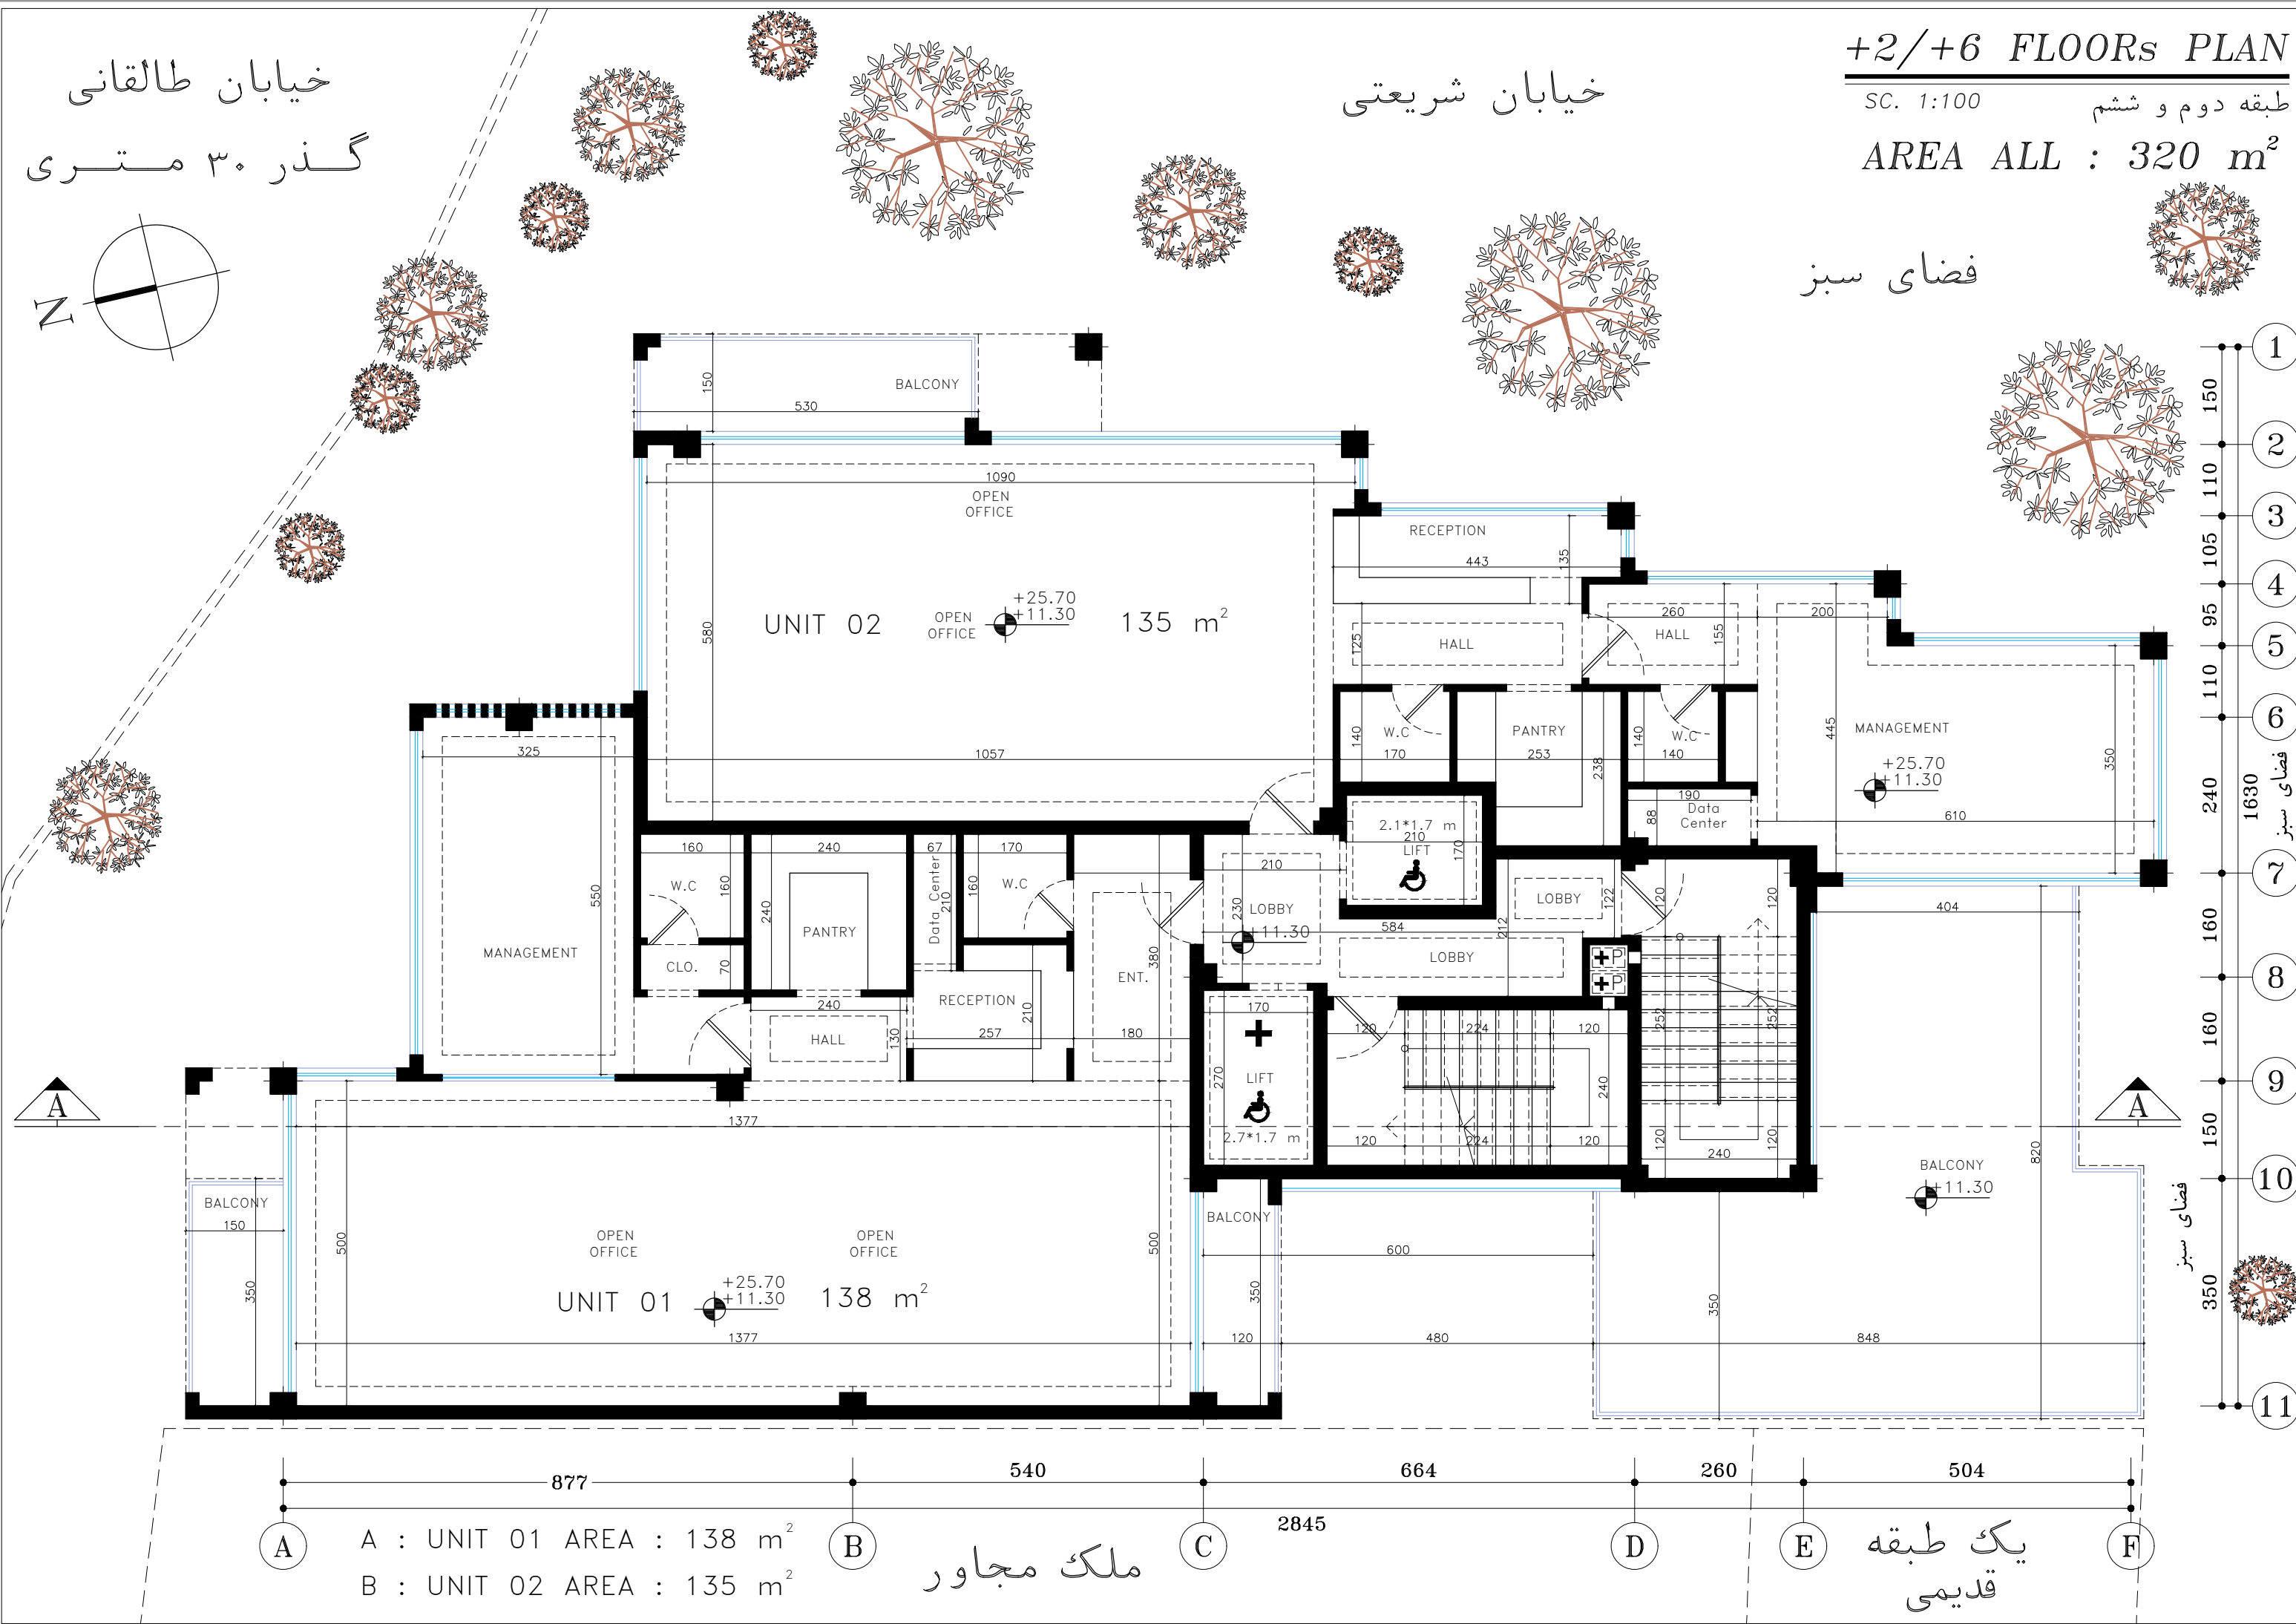 +2/+6 FLOORs PLAN
SC. 1:100
طبقه دوم و ششم
AREA ALL : 320 m²
خیابان طالقانی
گذر ۳۰ متری
خیابان شریعتی
فضای سبز
N
150
BALCONY
530
1090
OPEN
OFFICE
UNIT 02
OPEN
OFFICE
+25.70
+11.30
135 m²
580
1057
RECEPTION
443
135
HALL
125
260
200
HALL
155
W.C
140
170
PANTRY
253
238
W.C
140
140
445
MANAGEMENT
+25.70
+11.30
350
190
Data
Center
88
610
325
550
MANAGEMENT
160
W.C
160
CLO.
70
240
240
PANTRY
67
Data Center
210
170
160
W.C
RECEPTION
210
257
240
HALL
130
380
ENT.
180
2.1*1.7 m
210
LIFT
170
210
230
LOBBY
+11.30
584
LOBBY
212
LOBBY
122
P
P
120
120
404
170
LIFT
270
2.7*1.7 m
120
224
120
240
120
224
120
252
252
120
120
240
820
BALCONY
+11.30
A
A
1377
BALCONY
150
350
500
OPEN
OFFICE
OPEN
OFFICE
500
UNIT 01
+25.70
+11.30
138 m²
1377
BALCONY
350
120
600
480
350
848
1
150
2
110
3
105
4
95
5
110
6
240
1630
فضای سبز
7
160
8
160
9
150
10
فضای سبز
350
11
877
540
664
260
504
2845
A
B
C
D
E
F
A : UNIT 01 AREA : 138 m²
B : UNIT 02 AREA : 135 m²
ملک مجاور
یک طبقه
قدیمی